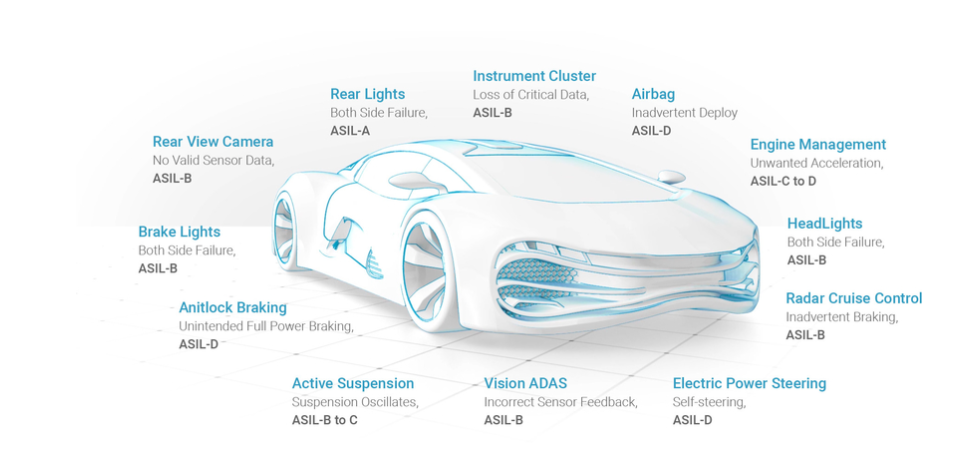 Instrument Cluster
Loss of Critical Data,
ASIL-B
Rear Lights
Both Side Failure,
ASIL-A
Airbag
Inadvertent Deploy
ASIL-D
Rear View Camera
No Valid Sensor Data,
ASIL-B
Engine Management
Unwanted Acceleration,
ASIL-C to D
Brake Lights
Both Side Failure,
ASIL-B
HeadLights
Both Side Failure,
ASIL-B
Anitlock Braking
Unintended Full Power Braking,
ASIL-D
Radar Cruise Control
Inadvertent Braking,
ASIL-B
Active Suspension
Suspension Oscillates,
ASIL-B to C
Vision ADAS
Incorrect Sensor Feedback,
ASIL-B
Electric Power Steering
Self-steering,
ASIL-D